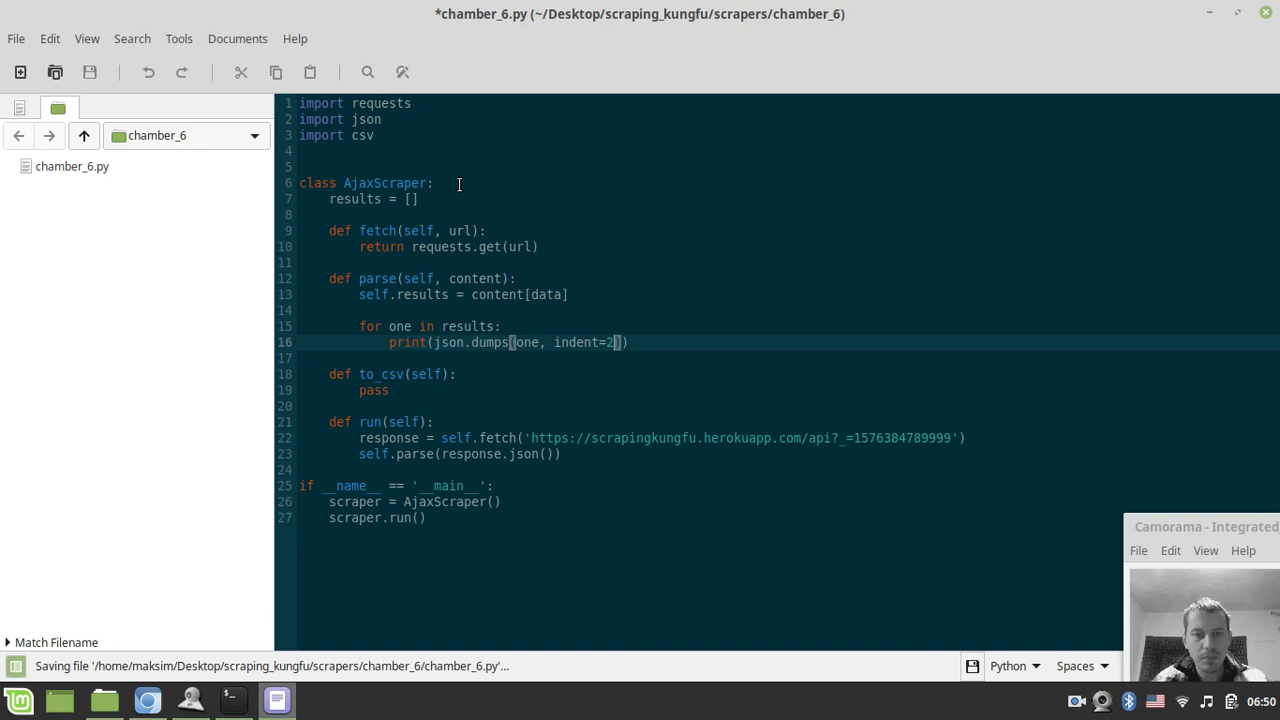 *chamber_6.py (~/Desktop/scraping_kungfu/scrapers/chamber_6)
File Edit View Search Tools Documents Help
chamber_6
chamber_6.py
1 import requests
2 import json
3 import csv
4
5
6 class AjaxScraper:
7     results = []
8
9     def fetch(self, url):
10         return requests.get(url)
11
12     def parse(self, content):
13         self.results = content[data]
14
15         for one in results:
16             print(json.dumps(one, indent=2))
17
18     def to_csv(self):
19         pass
20
21     def run(self):
22         response = self.fetch('https://scrapingkungfu.herokuapp.com/api?_=1576384789999')
23         self.parse(response.json())
24
25 if __name__ == '__main__':
26     scraper = AjaxScraper()
27     scraper.run()
Camorama - Integrated
File Edit View Help
Match Filename
Saving file '/home/maksim/Desktop/scraping_kungfu/scrapers/chamber_6/chamber_6.py'...
Python Spaces
06:50